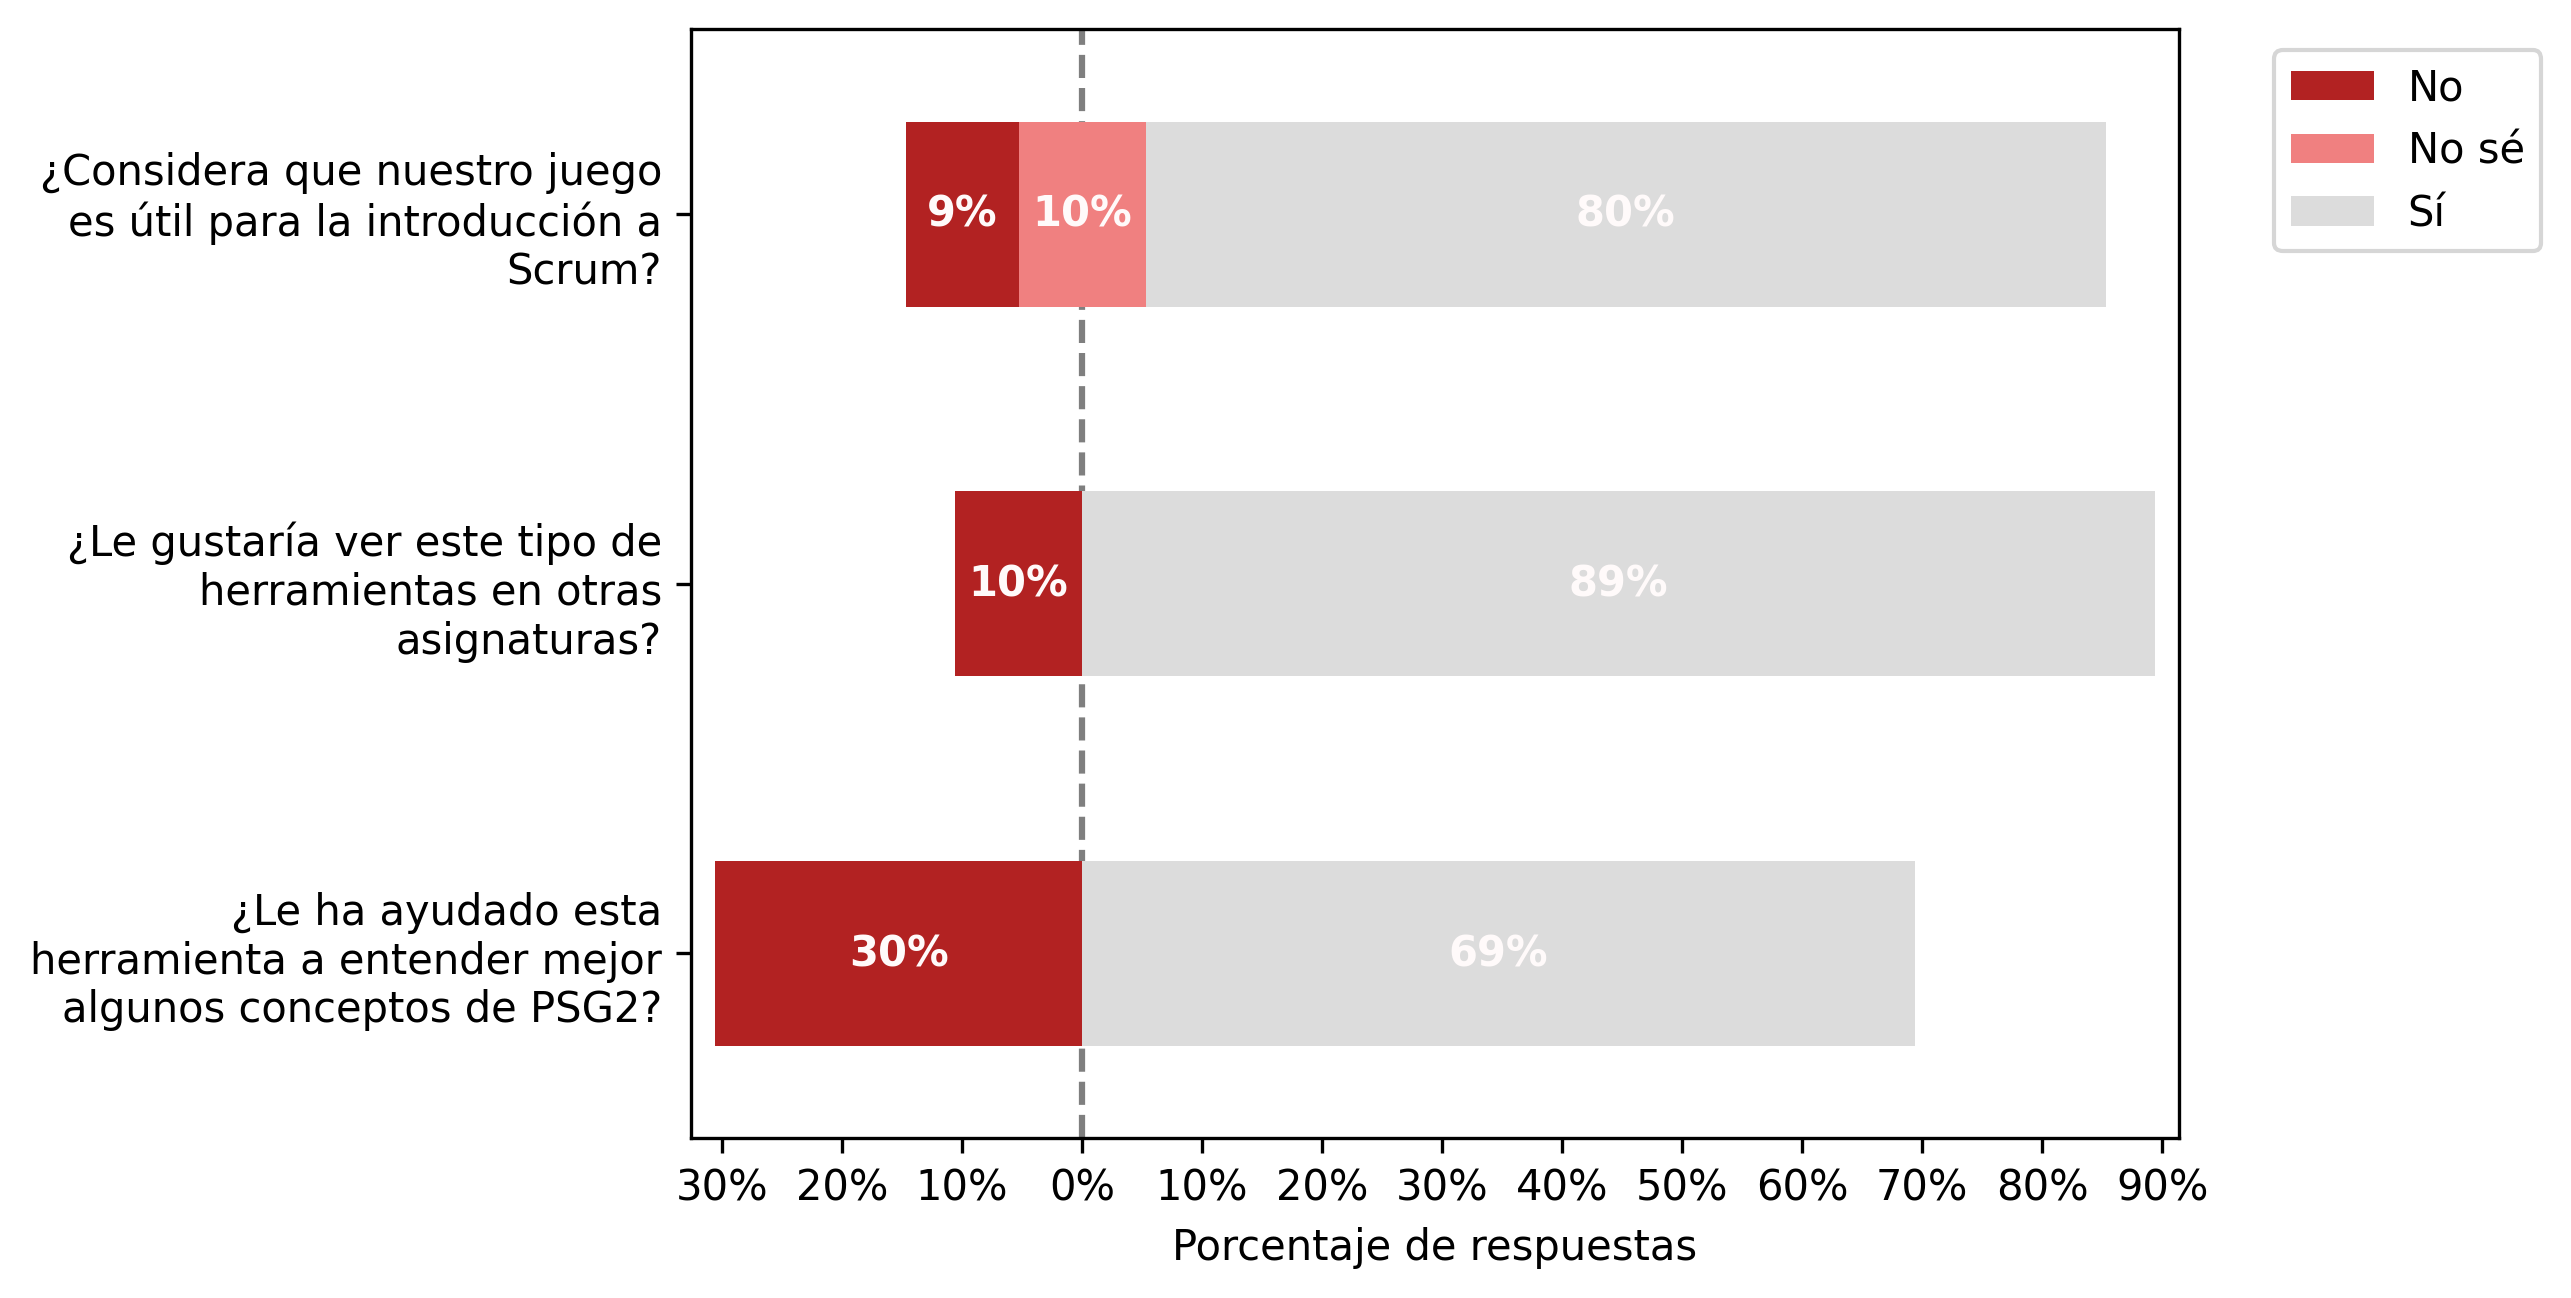 ¿Considera que nuestro juego
es útil para la introducción a
Scrum?
9%
10%
80%
¿Le gustaría ver este tipo de
herramientas en otras
asignaturas?
10%
89%
¿Le ha ayudado esta
herramienta a entender mejor
algunos conceptos de PSG2?
30%
69%
30% 20% 10% 0% 10% 20% 30% 40% 50% 60% 70% 80% 90%
Porcentaje de respuestas
No
No sé
Sí